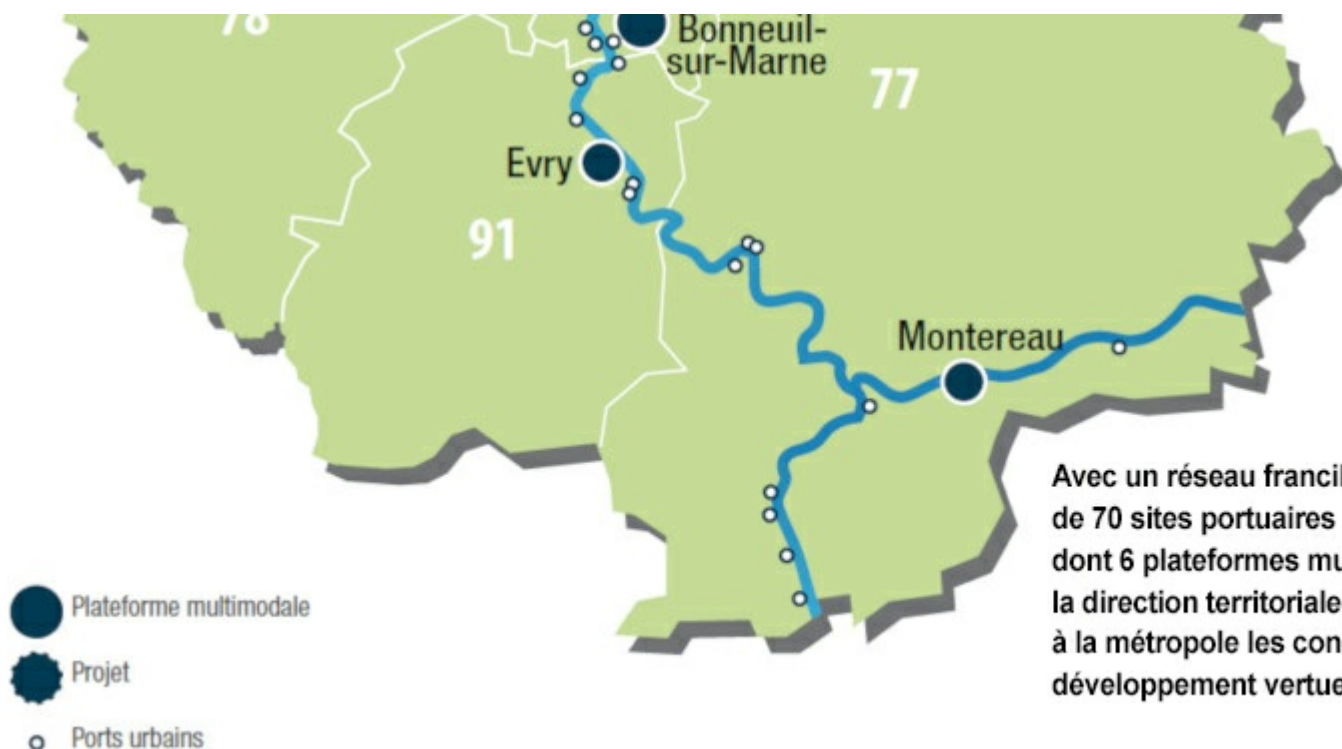 78
Bonneuil-
sur-Marne
77
Evry
91
Montereau
Avec un réseau francil
de 70 sites portuaires
dont 6 plateformes mu
la direction territoriale
à la métropole les con
développement vertue
Plateforme multimodale
Projet
Ports urbains